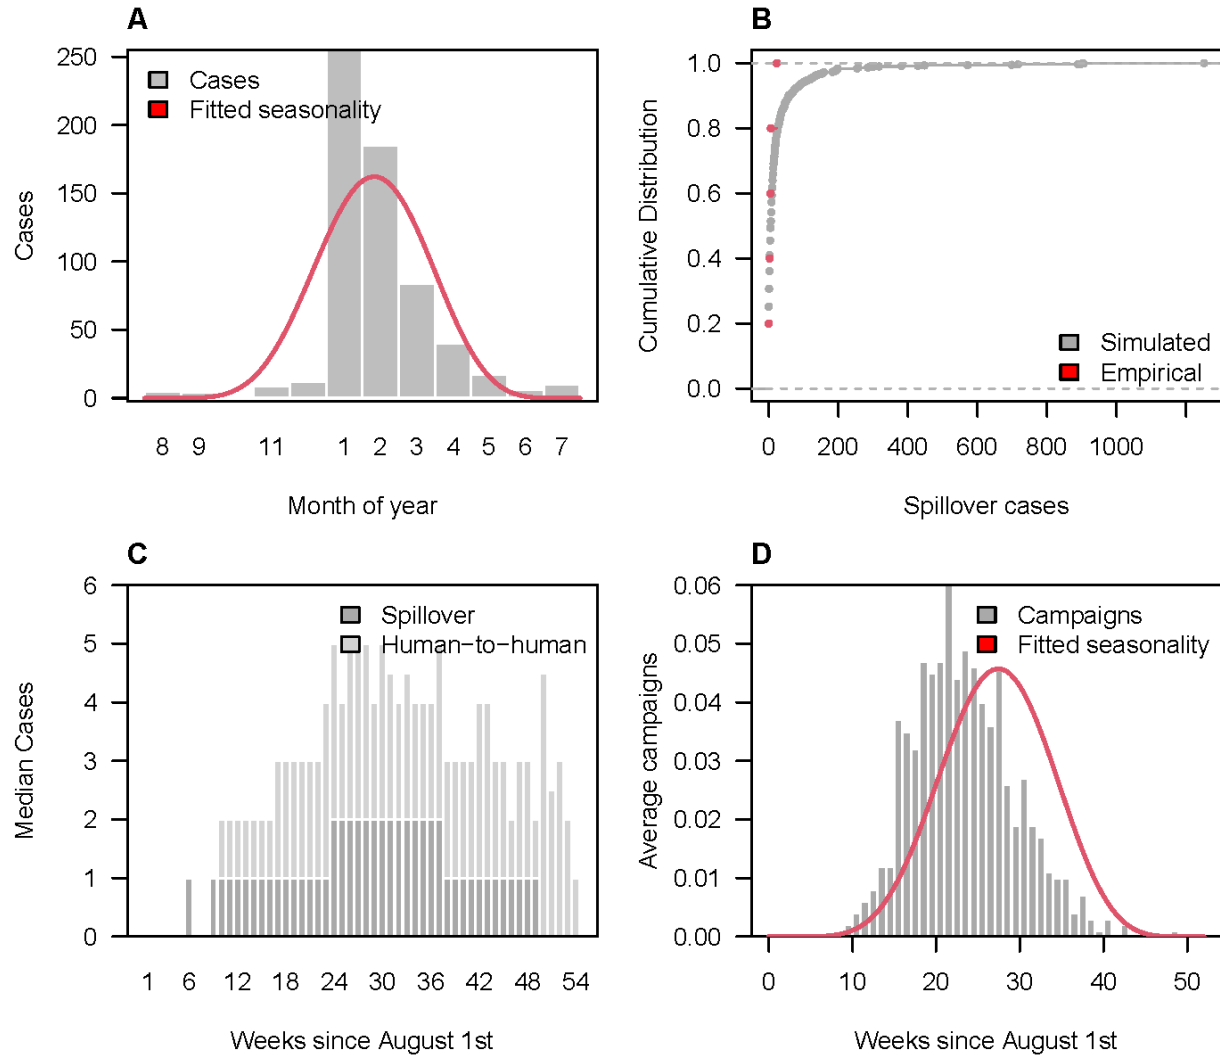 A
250
200
150
100
50
0
Cases
Cases
Fitted seasonality
8 9 11 1 2 3 4 5 6 7
Month of year
B
1.0
0.8
0.6
0.4
0.2
0.0
Cumulative Distribution
Simulated
Empirical
0 200 400 600 800 1000
Spillover cases
C
6
5
4
3
2
1
0
Median Cases
Spillover
Human−to−human
1 6 12 18 24 30 36 42 48 54
Weeks since August 1st
D
0.06
0.05
0.04
0.03
0.02
0.01
0.00
Average campaigns
Campaigns
Fitted seasonality
0 10 20 30 40 50
Weeks since August 1st